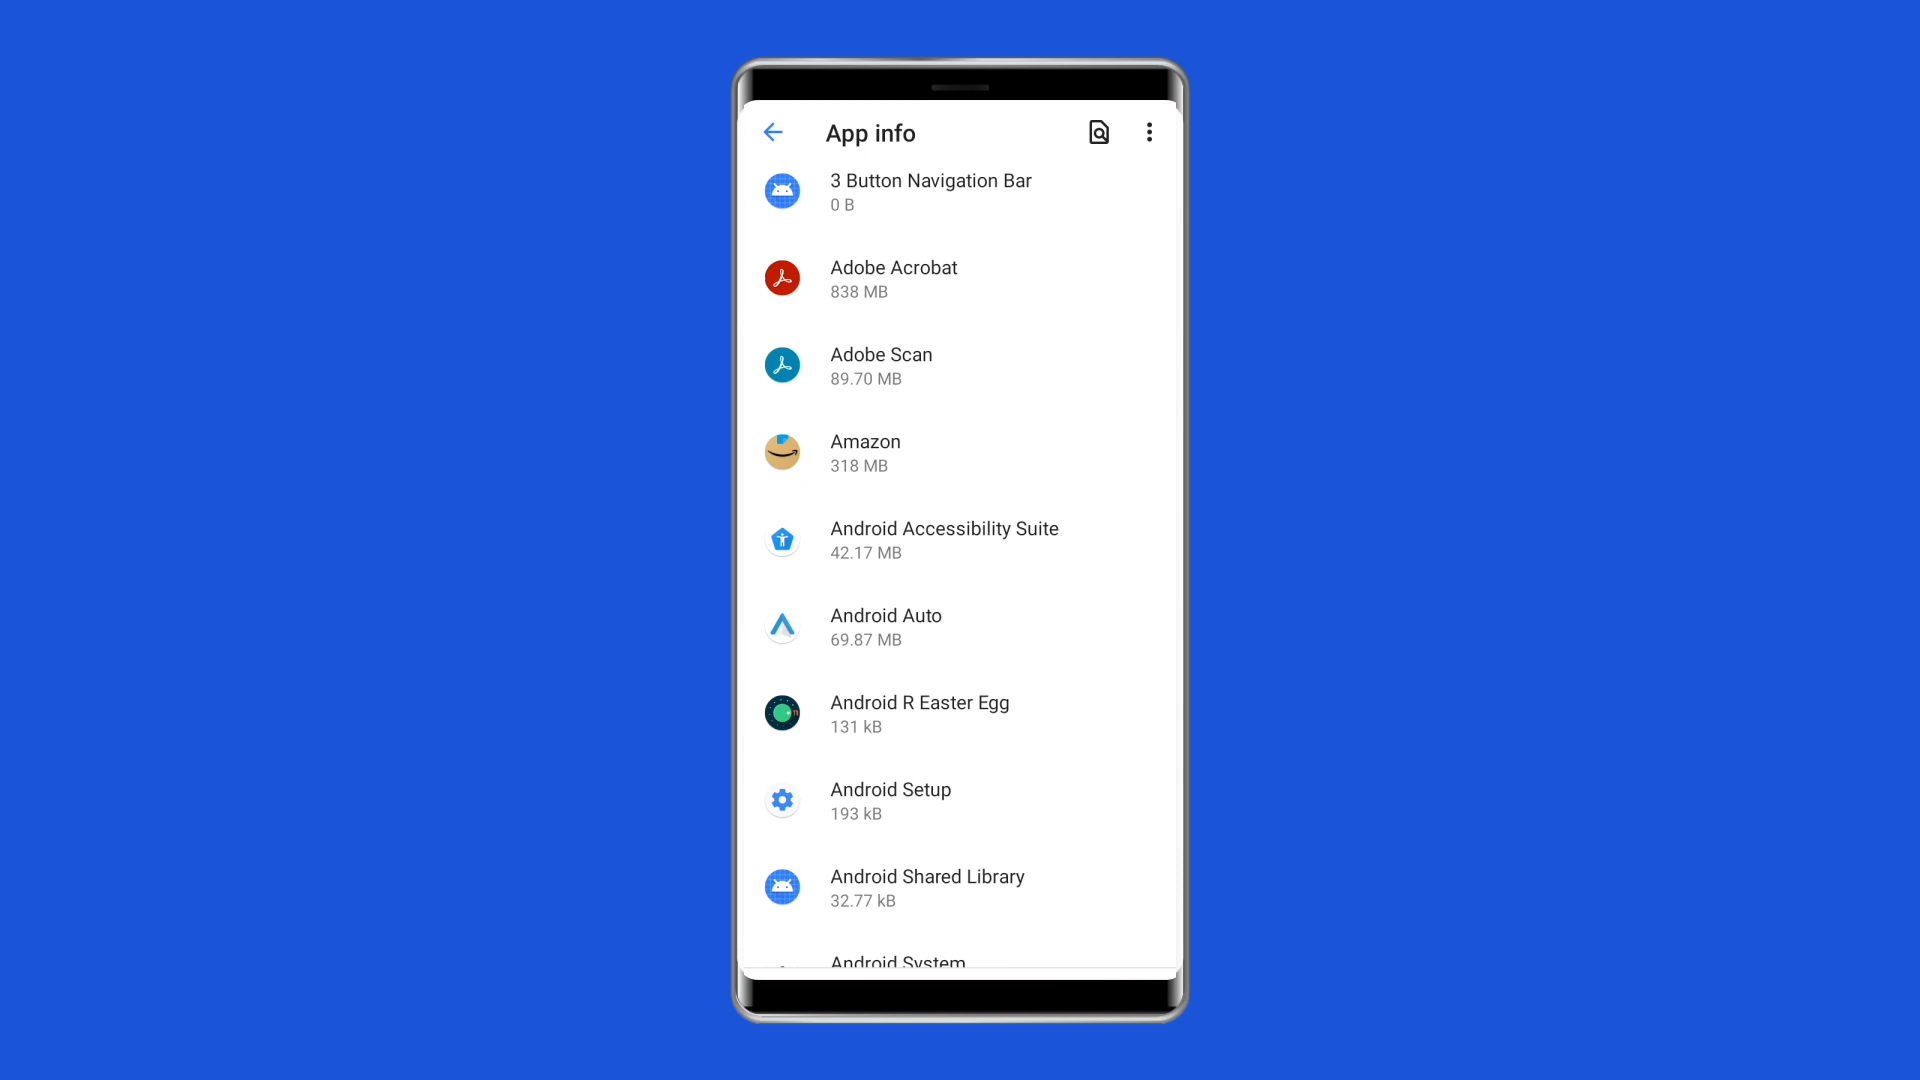 App info
3 Button Navigation Bar
0 B
Adobe Acrobat
838 MB
Adobe Scan
89.70 MB
Amazon
318 MB
Android Accessibility Suite
42.17 MB
Android Auto
69.87 MB
Android R Easter Egg
131 kB
Android Setup
193 kB
Android Shared Library
32.77 kB
Android System